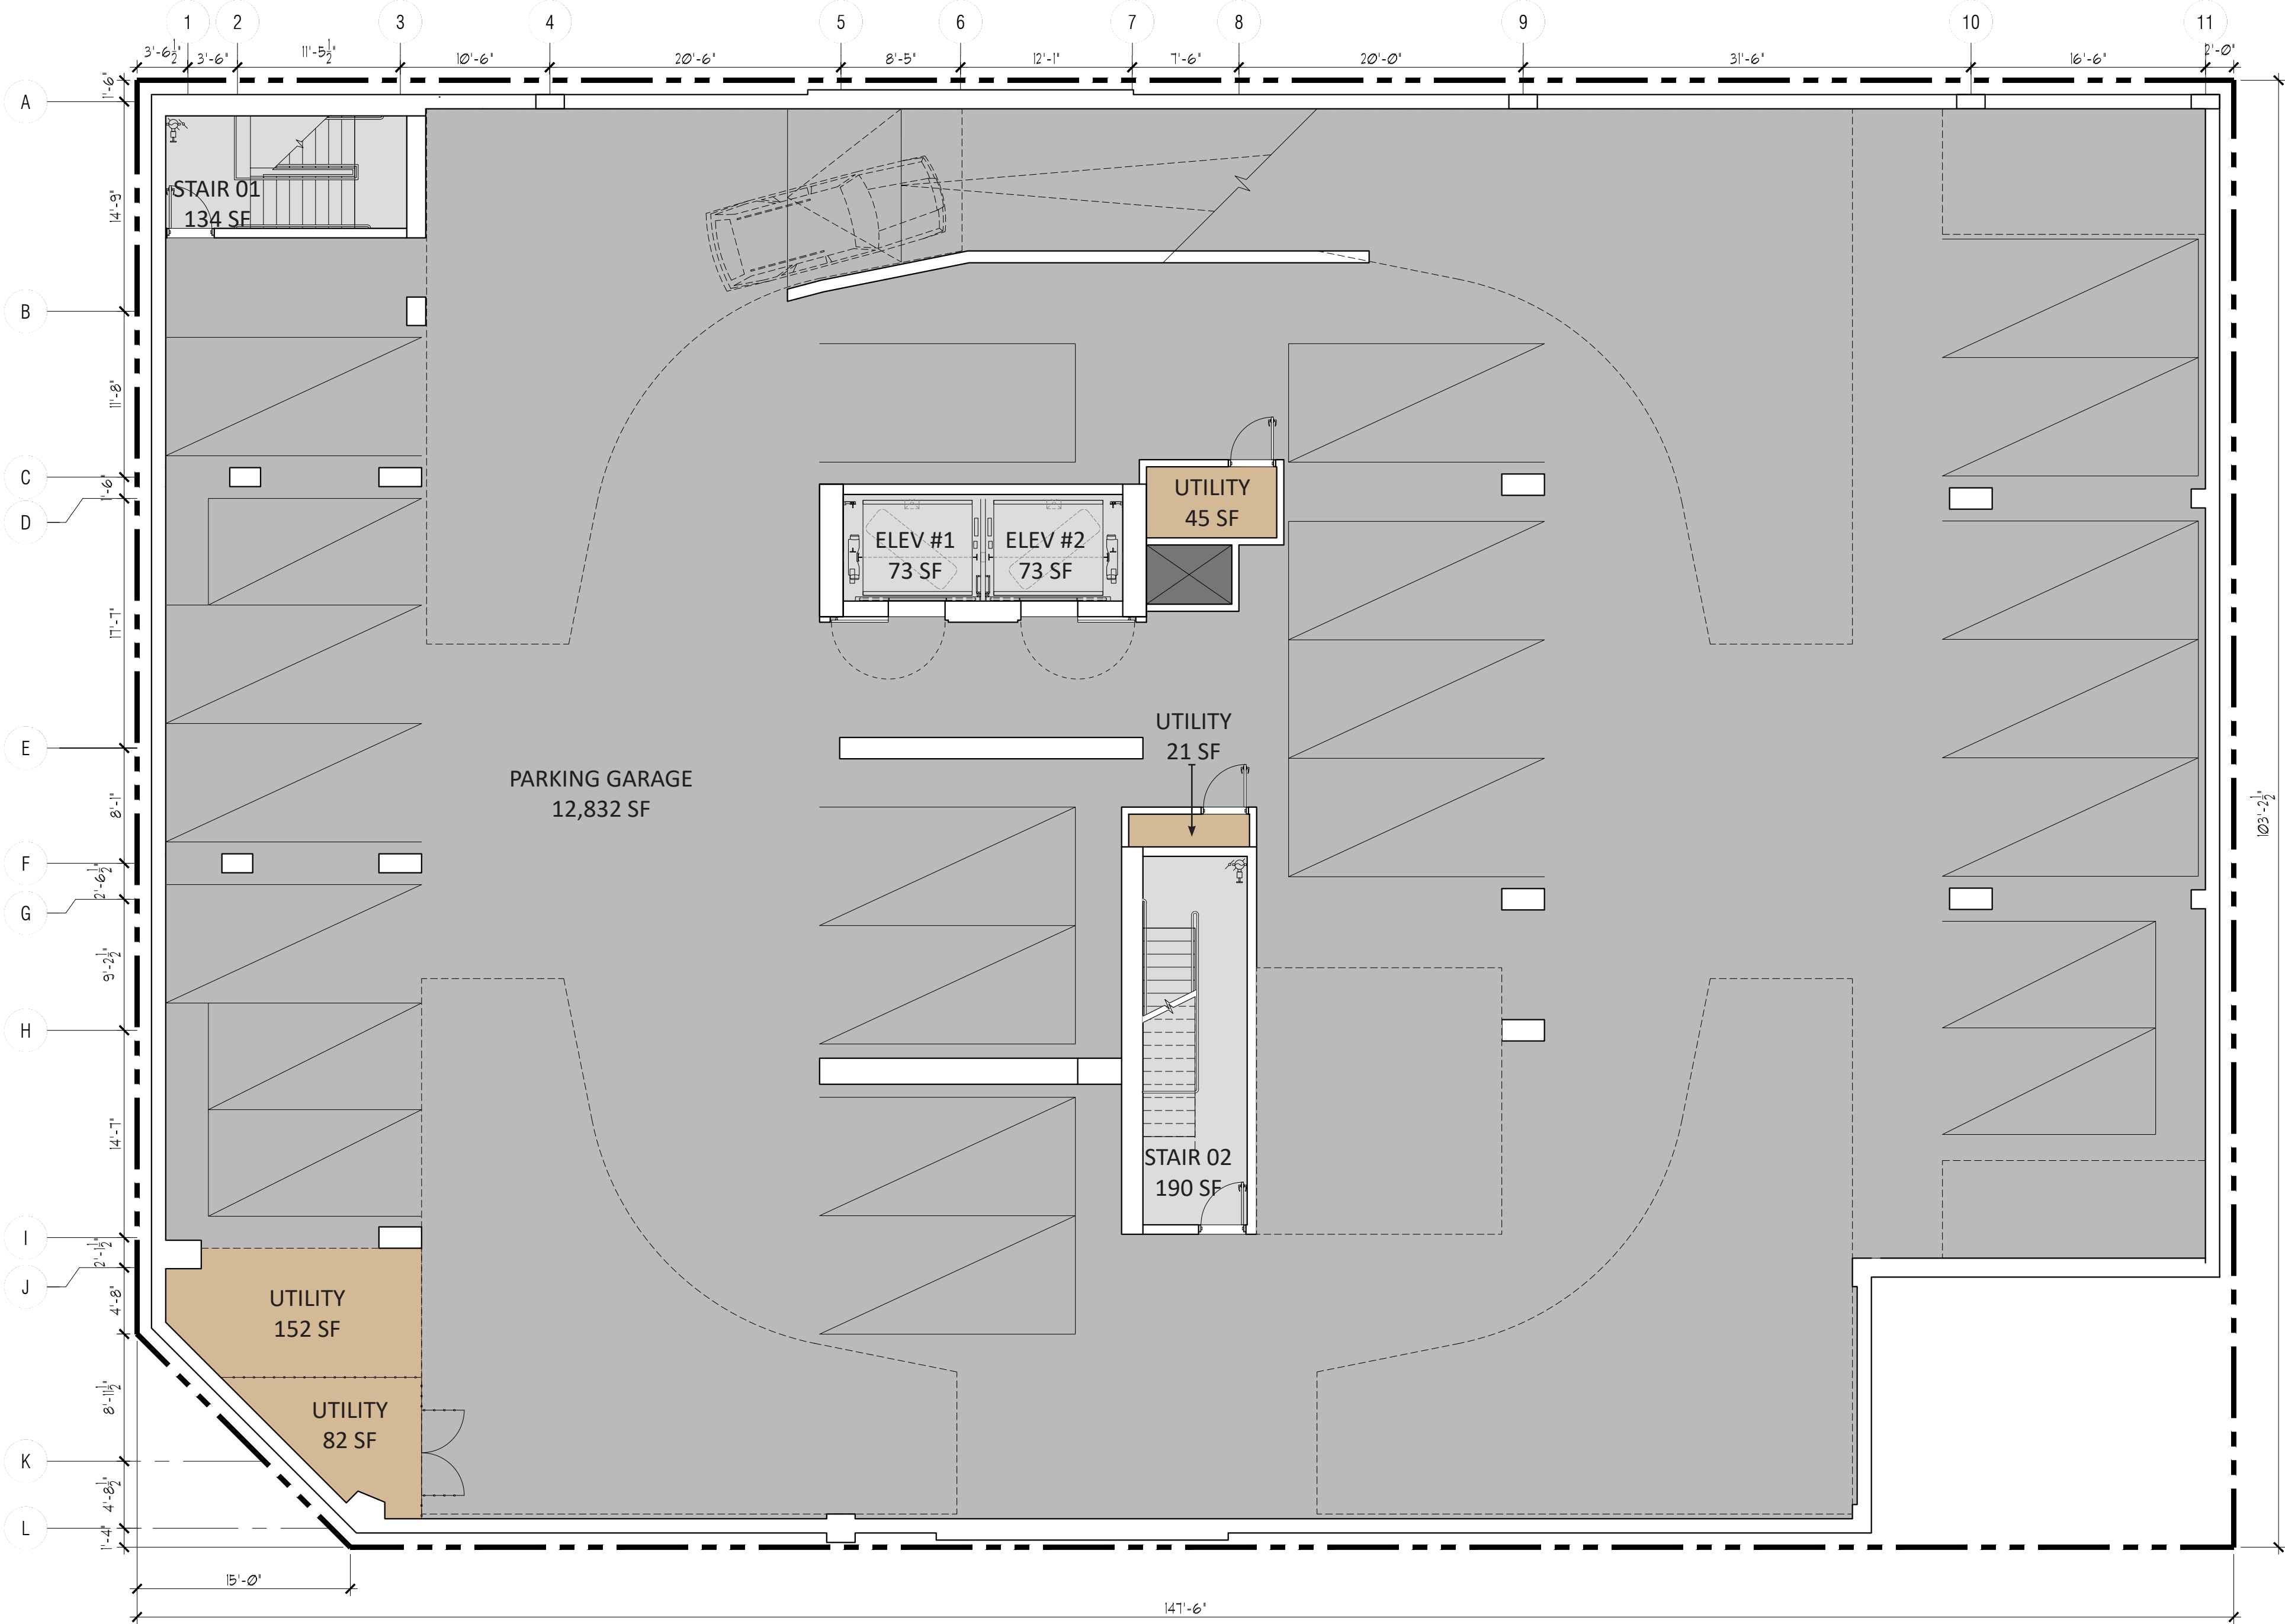 1 2 3 4 5 6 7 8 9 10 11
3'-6½" 3'-6" 11'-5½" 10'-6" 20'-6" 8'-5" 12'-1" 7'-6" 20'-0" 31'-6" 16'-6" 2'-0"
A
1'-6"
14'-9"
STAIR 01
134 SF
B
11'-8"
C
1'-6"
D
UTILITY
45 SF
ELEV #1
73 SF
ELEV #2
73 SF
17'-7"
E
UTILITY
21 SF
PARKING GARAGE
12,832 SF
8'-1"
103'-2½"
F
2'-6½"
G
9'-2½"
H
14'-7"
STAIR 02
190 SF
I
2'-1½"
J
4'-8"
UTILITY
152 SF
8'-11½"
UTILITY
82 SF
K
4'-8½"
L
1'-4"
15'-0"
147'-6"